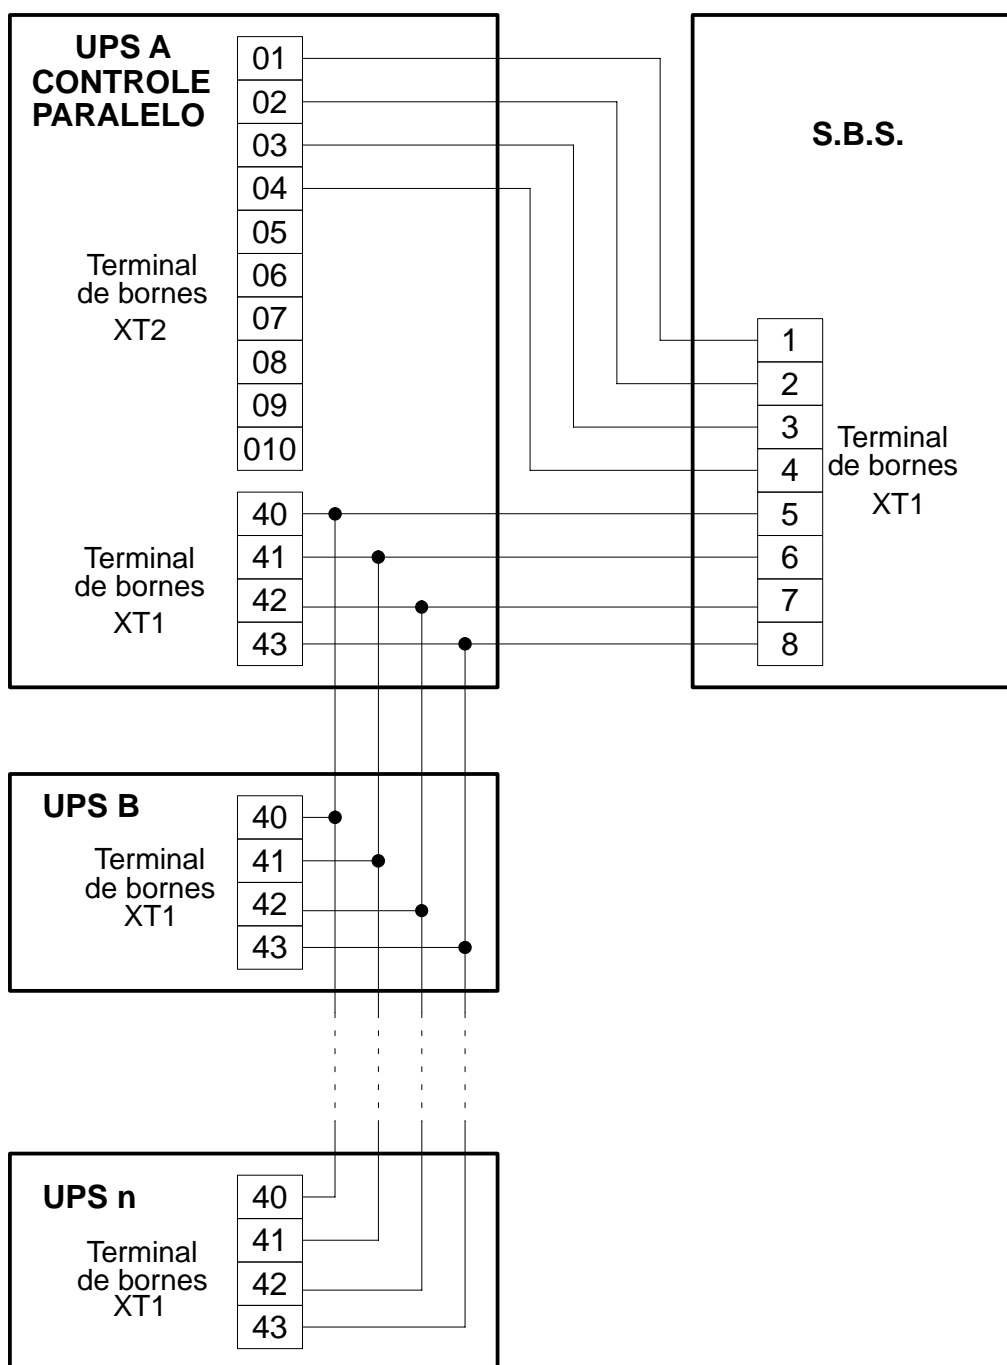 UPS A
CONTROLE
PARALELO
01
02
03
04
05
06
07
08
09
010
Terminal
de bornes
XT2
40
41
42
43
Terminal
de bornes
XT1
S.B.S.
1
2
3
4
5
6
7
8
Terminal
de bornes
XT1
UPS B
Terminal
de bornes
XT1
40
41
42
43
UPS n
Terminal
de bornes
XT1
40
41
42
43